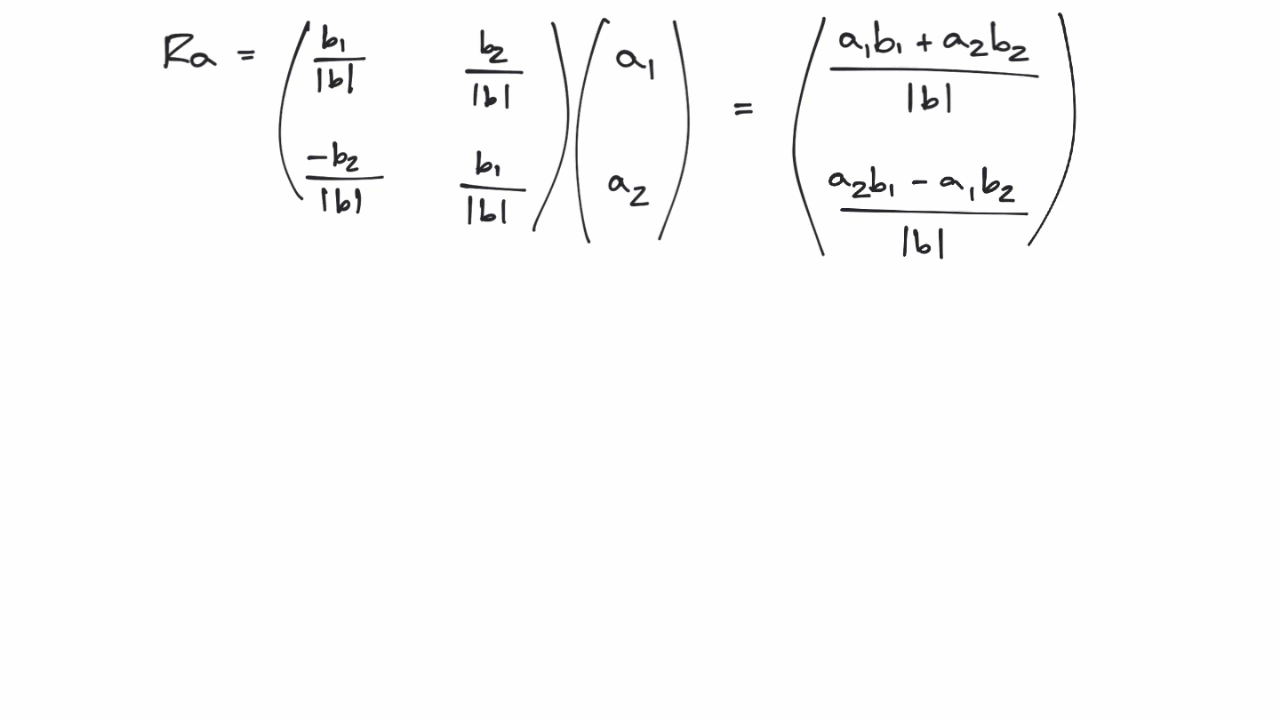 Ra = ( b₁/|b| b₂/|b| ) ( a₁ ) = ( (a₁b₁ + a₂b₂)/|b| )
( -b₂/|b| b₁/|b| ) ( a₂ ) ( (a₂b₁ - a₁b₂)/|b| )